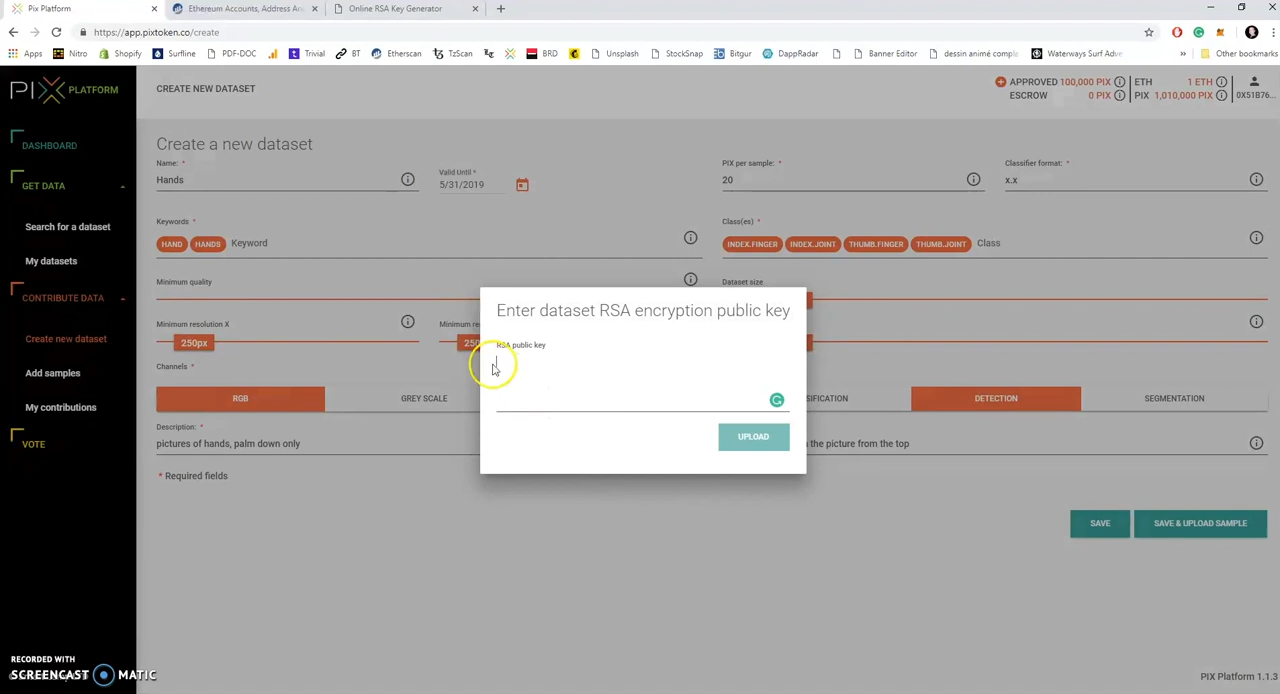 Pix Platform
Ethereum Accounts, Address An
Online RSA Key Generator
https://app.pixtoken.co/create
Apps
Nitro
Shopify
Surfline
PDF-DOC
Trivial
BT
Etherscan
TzScan
BRD
Unsplash
StockSnap
Bitgur
DappRadar
Banner Editor
dessin animé compl
Waterways Surf Adve
»
Other bookmarks
PIX PLATFORM
CREATE NEW DATASET
APPROVED 100,000 PIX
ESCROW 0 PIX
ETH 1 ETH
PIX 1,010,000 PIX
0X51B76...
DASHBOARD
GET DATA
Search for a dataset
My datasets
CONTRIBUTE DATA
Create new dataset
Add samples
My contributions
VOTE
Create a new dataset
Name: *
Hands
Valid Until *
5/31/2019
PIX per sample: *
20
Classifier format: *
x.x
Keywords *
HAND HANDS Keyword
Class(es) *
INDEX.FINGER INDEX.JOINT THUMB.FINGER THUMB.JOINT Class
Minimum quality
Dataset size
Minimum resolution X
250px
Minimum re
250
Channels *
RGB
GREY SCALE
SIFICATION
DETECTION
SEGMENTATION
Description: *
pictures of hands, palm down only
the picture from the top
* Required fields
Enter dataset RSA encryption public key
RSA public key
UPLOAD
SAVE
SAVE & UPLOAD SAMPLE
RECORDED WITH
SCREENCAST MATIC
PIX Platform 1.1.3